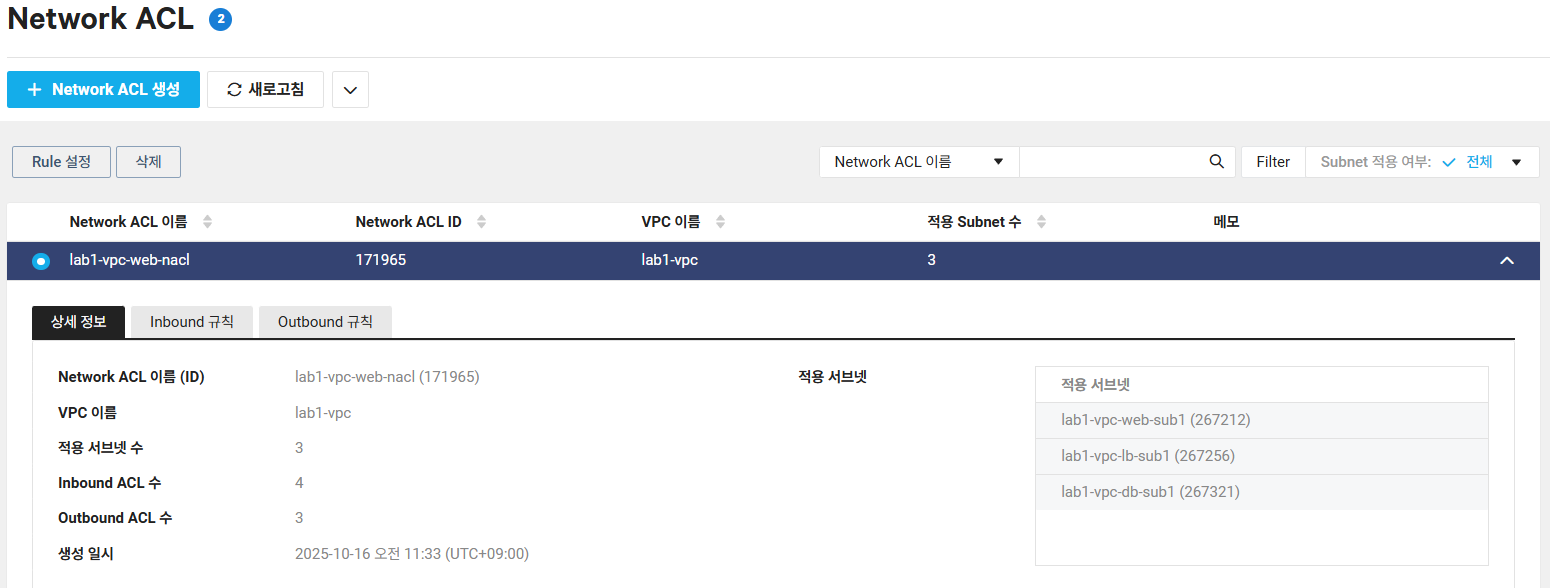 Network ACL 2
+ Network ACL 생성 새로고침
Rule 설정 삭제 Network ACL 이름 Filter Subnet 적용 여부: 전체
Network ACL 이름 Network ACL ID VPC 이름 적용 Subnet 수 메모
lab1-vpc-web-nacl 171965 lab1-vpc 3
상세 정보 Inbound 규칙 Outbound 규칙
Network ACL 이름 (ID) lab1-vpc-web-nacl (171965) 적용 서브넷 적용 서브넷
VPC 이름 lab1-vpc lab1-vpc-web-sub1 (267212)
적용 서브넷 수 3 lab1-vpc-lb-sub1 (267256)
Inbound ACL 수 4 lab1-vpc-db-sub1 (267321)
Outbound ACL 수 3
생성 일시 2025-10-16 오전 11:33 (UTC+09:00)